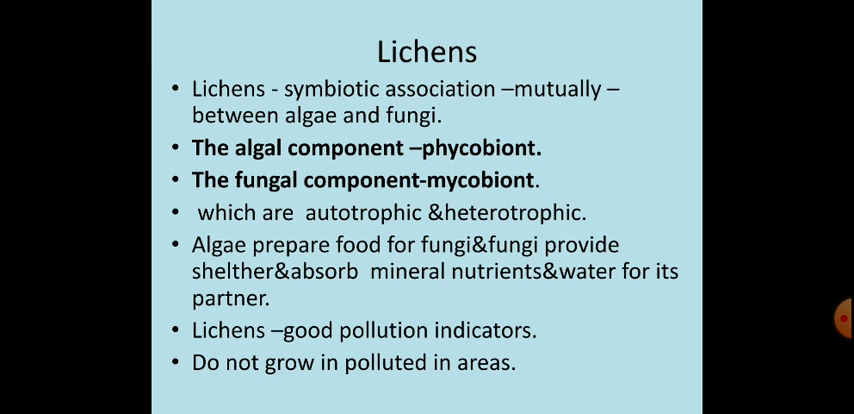 Lichens
• Lichens - symbiotic association –mutually –
between algae and fungi.
• The algal component –phycobiont.
• The fungal component-mycobiont.
• which are autotrophic &heterotrophic.
• Algae prepare food for fungi&fungi provide
shelther&absorb mineral nutrients&water for its
partner.
• Lichens –good pollution indicators.
• Do not grow in polluted in areas.